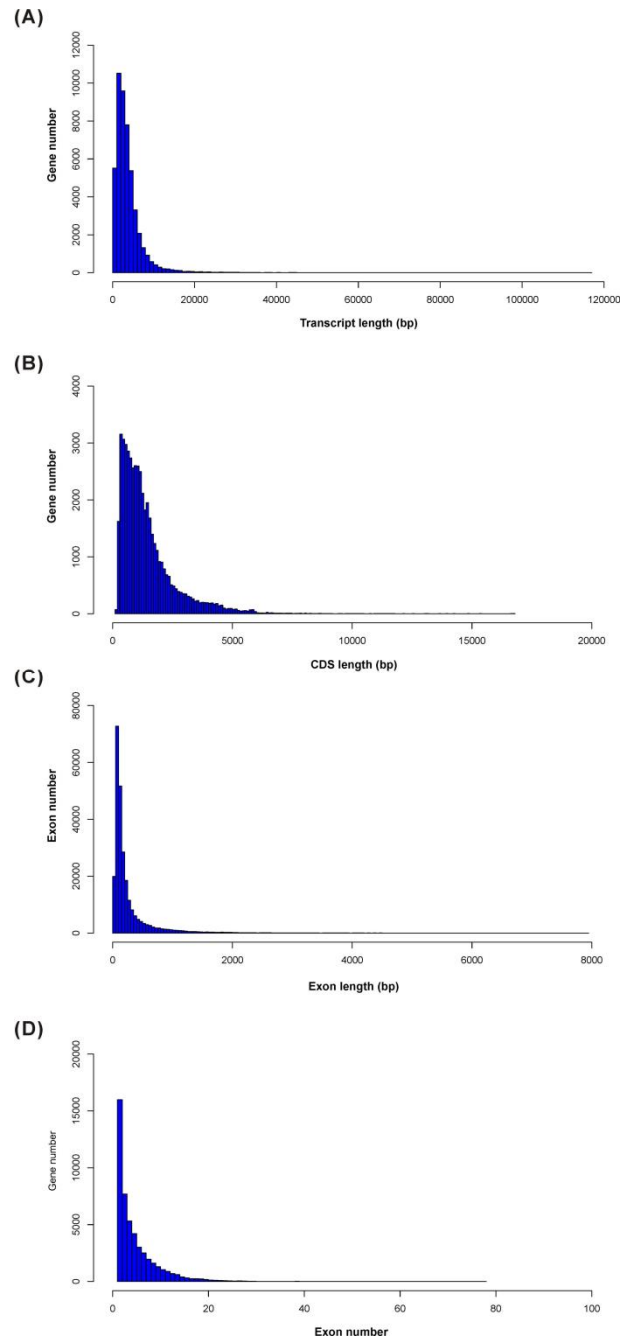 (A)
12000
10000
8000
6000
4000
2000
0
Gene number
0 20000 40000 60000 80000 100000 120000
Transcript length (bp)
(B)
4000
3000
2000
1000
0
Gene number
0 5000 10000 15000 20000
CDS length (bp)
(C)
80000
60000
40000
20000
0
Exon number
0 2000 4000 6000 8000
Exon length (bp)
(D)
20000
15000
10000
5000
0
Gene number
0 20 40 60 80 100
Exon number